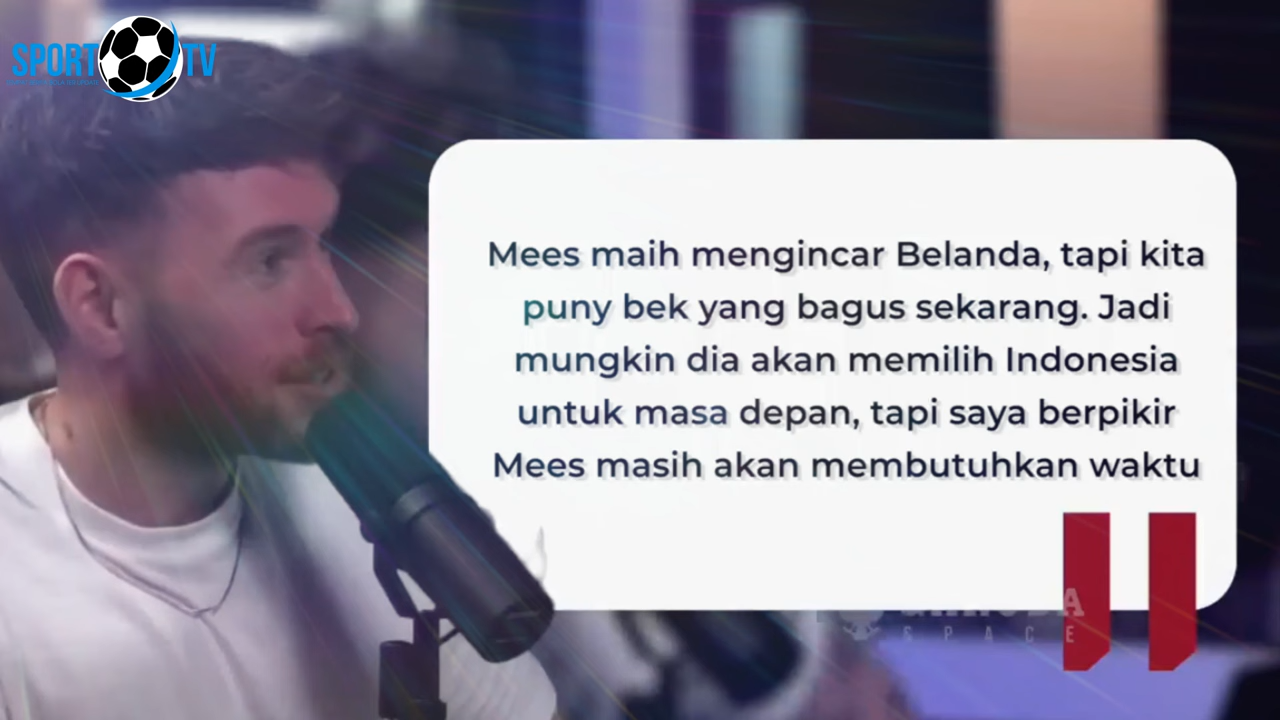 SPORT TV
Mees maih mengincar Belanda, tapi kita
puny bek yang bagus sekarang. Jadi
mungkin dia akan memilih Indonesia
untuk masa depan, tapi saya berpikir
Mees masih akan membutuhkan waktu
SPACE